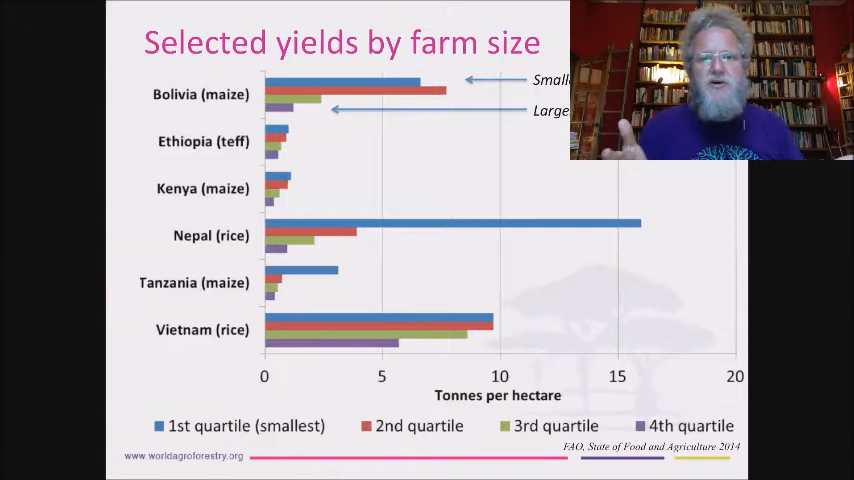 Selected yields by farm size
Bolivia (maize)
Ethiopia (teff)
Kenya (maize)
Nepal (rice)
Tanzania (maize)
Vietnam (rice)
0 5 10 15 20
Tonnes per hectare
1st quartile (smallest) 2nd quartile 3rd quartile 4th quartile
FAO, State of Food and Agriculture 2014
www.worldagroforestry.org